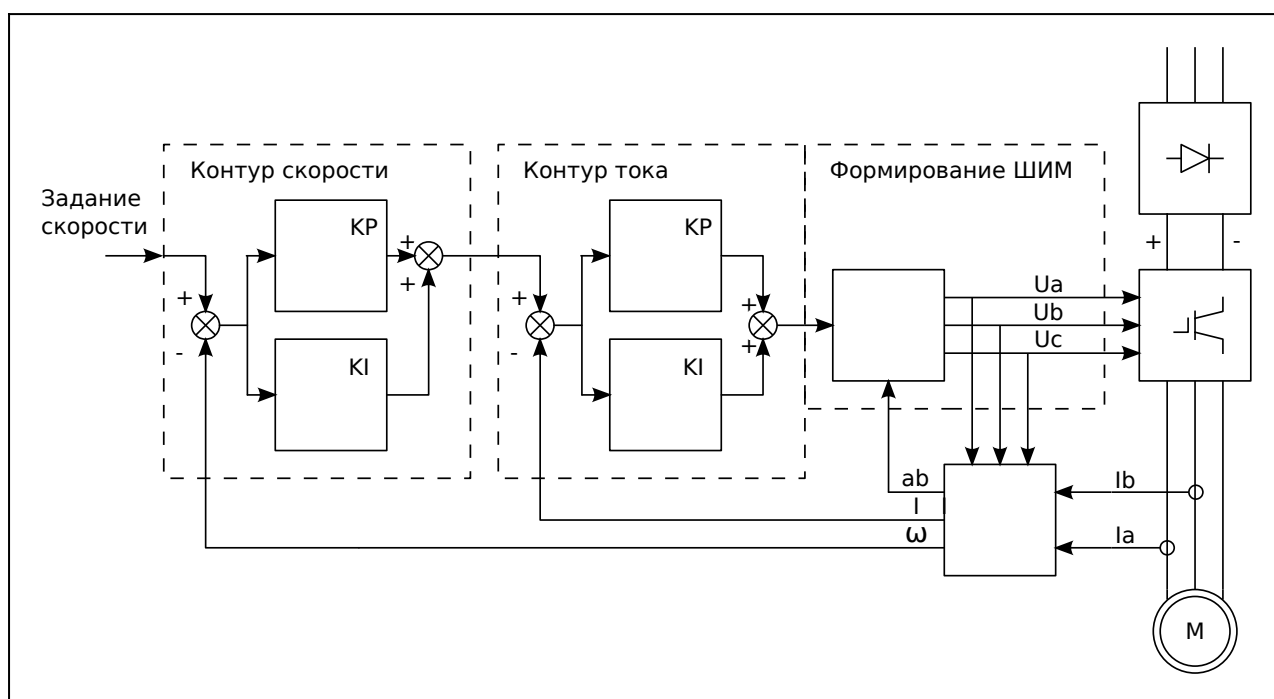 Контур скорости
Контур тока
Формирование ШИМ
Задание
скорости
KP
KI
+
+
+
-
KP
KI
+
+
+
-
Ua
Ub
Uc
+
-
ab
I
ω
Ib
Ia
M